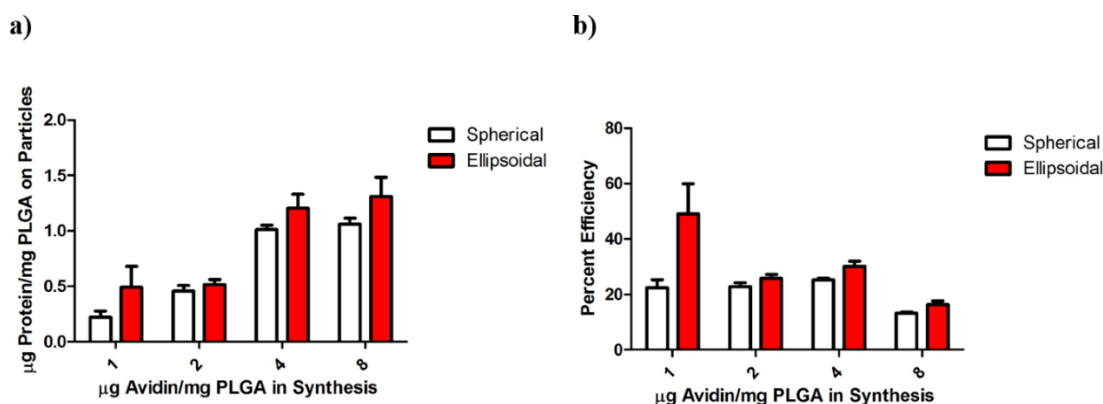 a)
μg Protein/mg PLGA on Particles
2.0
1.5
1.0
0.5
0.0
1 2 4 8
μg Avidin/mg PLGA in Synthesis
Spherical
Ellipsoidal
b)
Percent Efficiency
80
60
40
20
0
1 2 4 8
μg Avidin/mg PLGA in Synthesis
Spherical
Ellipsoidal